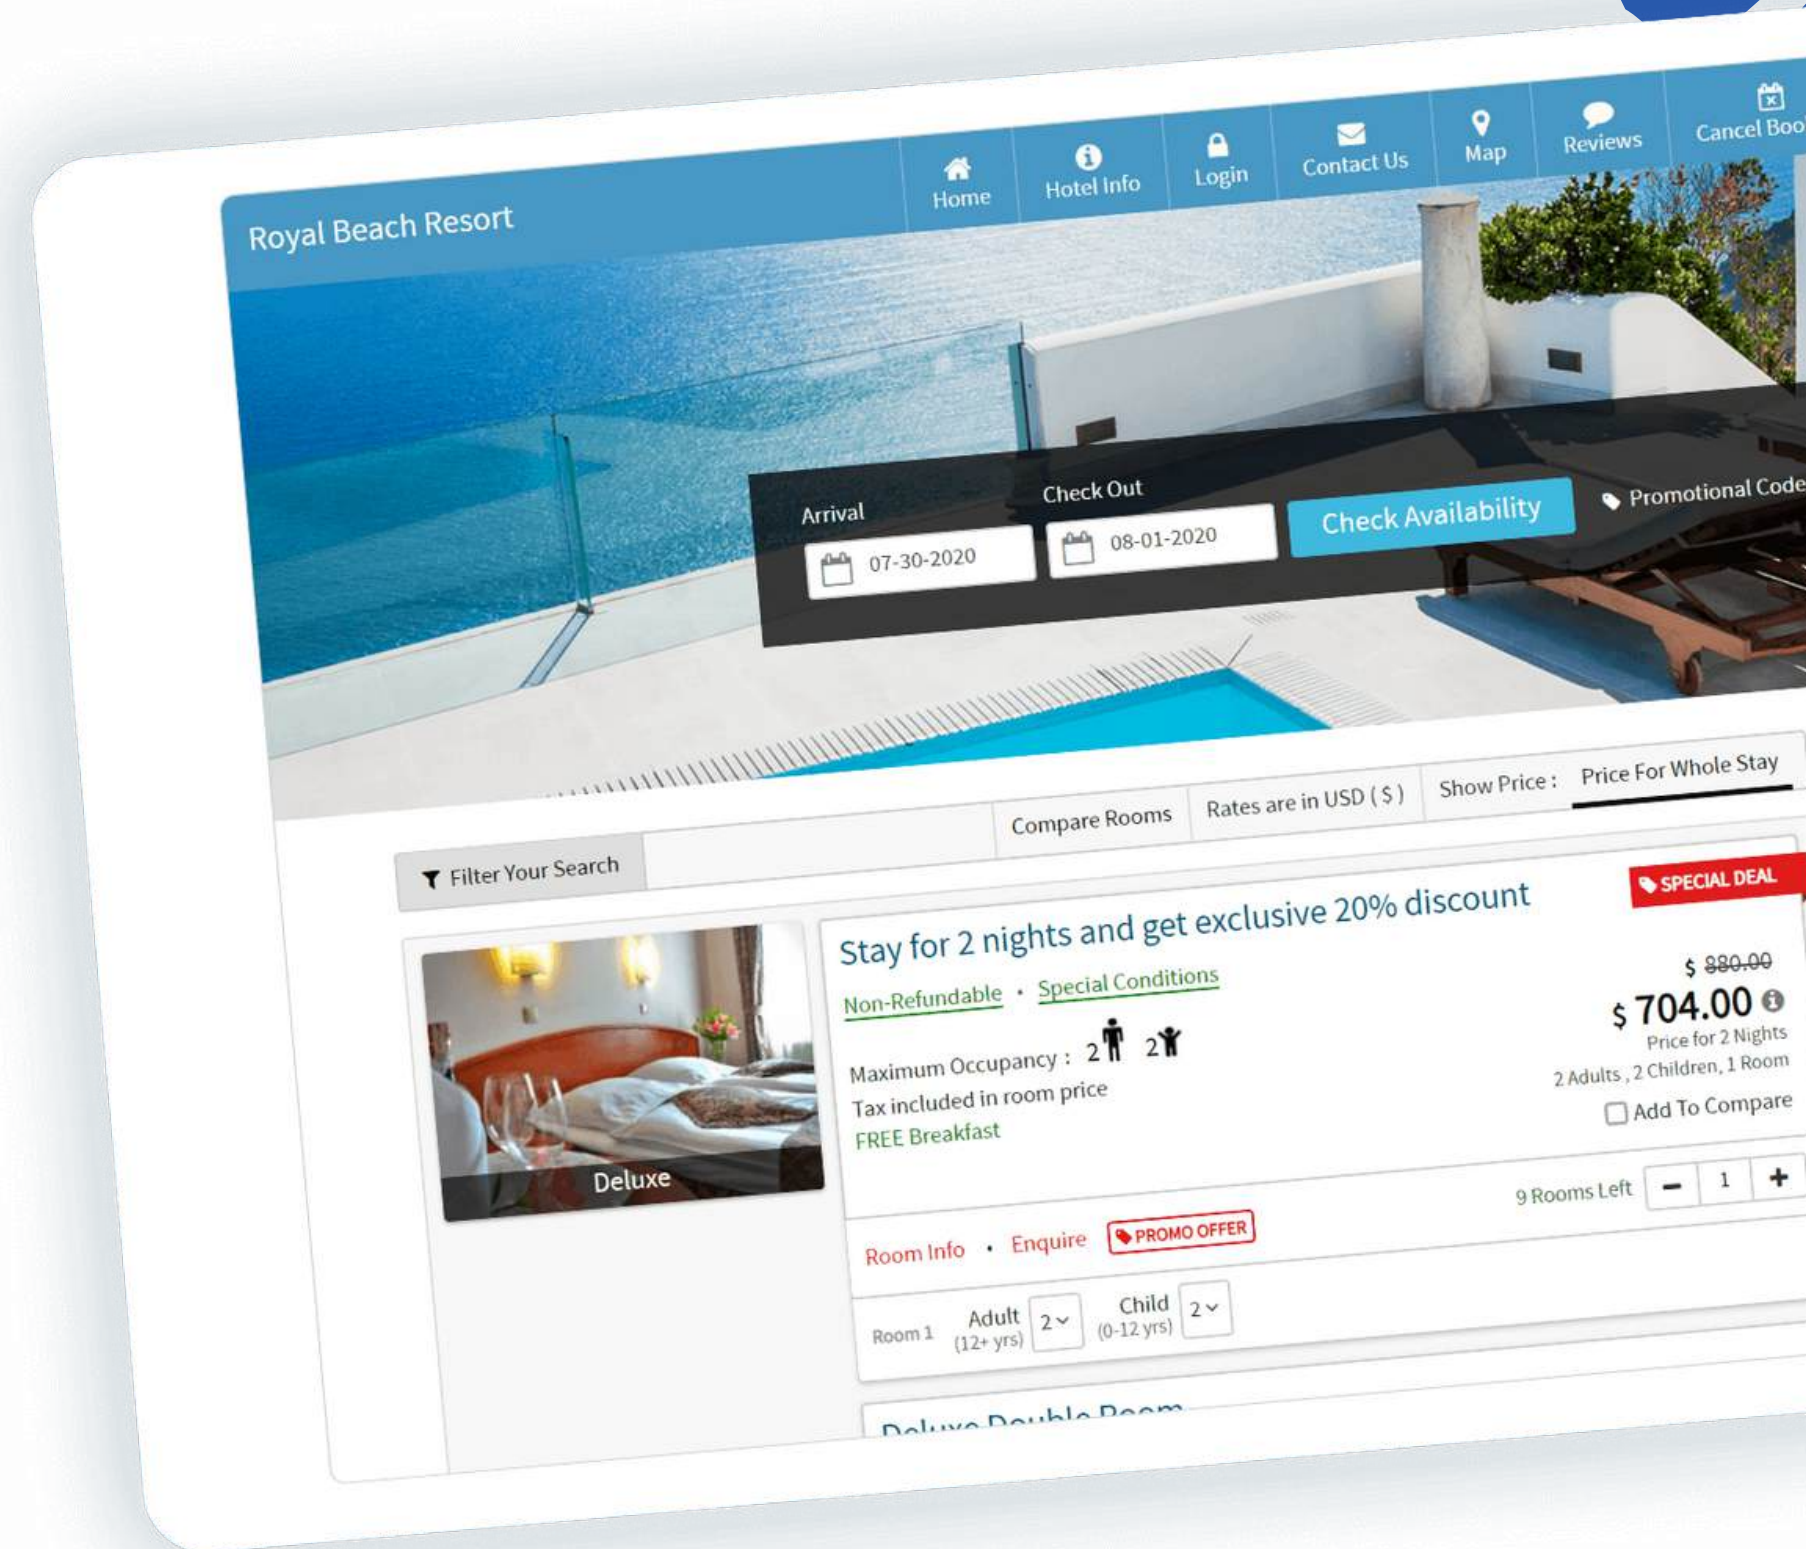 Royal Beach Resort
Home
Hotel Info
Login
Contact Us
Map
Reviews
Cancel
Arrival
07-30-2020
Check Out
08-01-2020
Check Availability
Promotional Code
Filter Your Search
Compare Rooms
Rates are in USD ( $ )
Show Price :
Price For Whole Stay
Deluxe
Stay for 2 nights and get exclusive 20% discount
SPECIAL DEAL
Non-Refundable • Special Conditions
Maximum Occupancy : 2 2
Tax included in room price
FREE Breakfast
$ 880.00
$ 704.00
Price for 2 Nights
2 Adults , 2 Children, 1 Room
Add To Compare
9 Rooms Left
1
Room Info • Enquire PROMO OFFER
Room 1
Adult
(12+ yrs)
2
Child
(0-12 yrs)
2
Deluxe Double Room